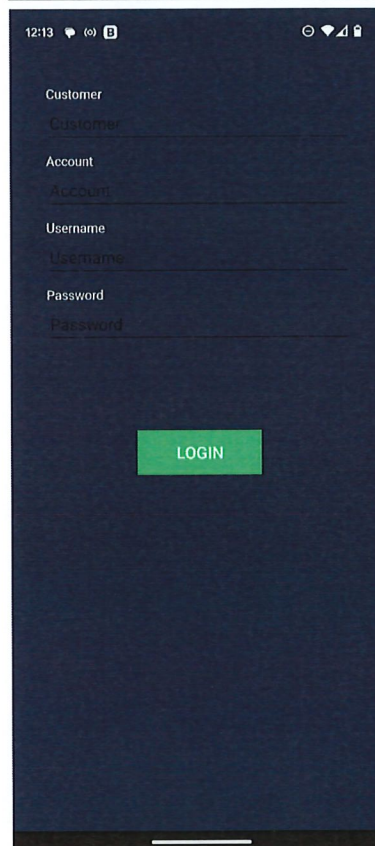 12:13 B
Customer
Customer
Account
Account
Username
Username
Password
Password
LOGIN